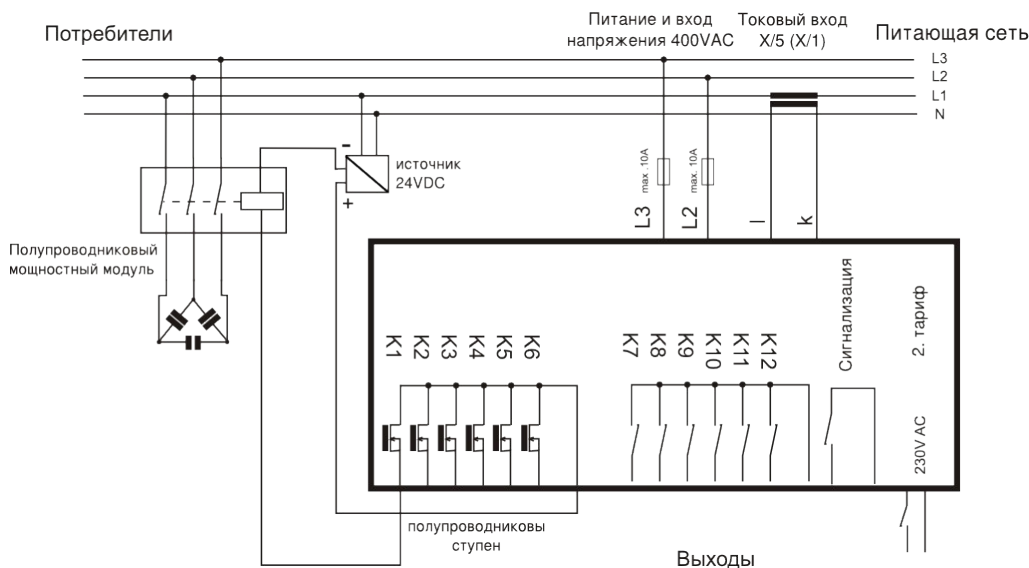 Потребители
Питание и вход
напряжения 400VAC
Токовый вход
X/5 (X/1)
Питающая сеть
L3
L2
L1
N
-
источник
24VDC
+
max .10A
max. 10A
L3
L2
l
k
Полупроводниковый
мощностный модуль
K1
K2
K3
K4
K5
K6
K7
K8
K9
K10
K11
K12
Сигнализация
2. тариф
230V AC
полупроводниковы
ступен
Выходы